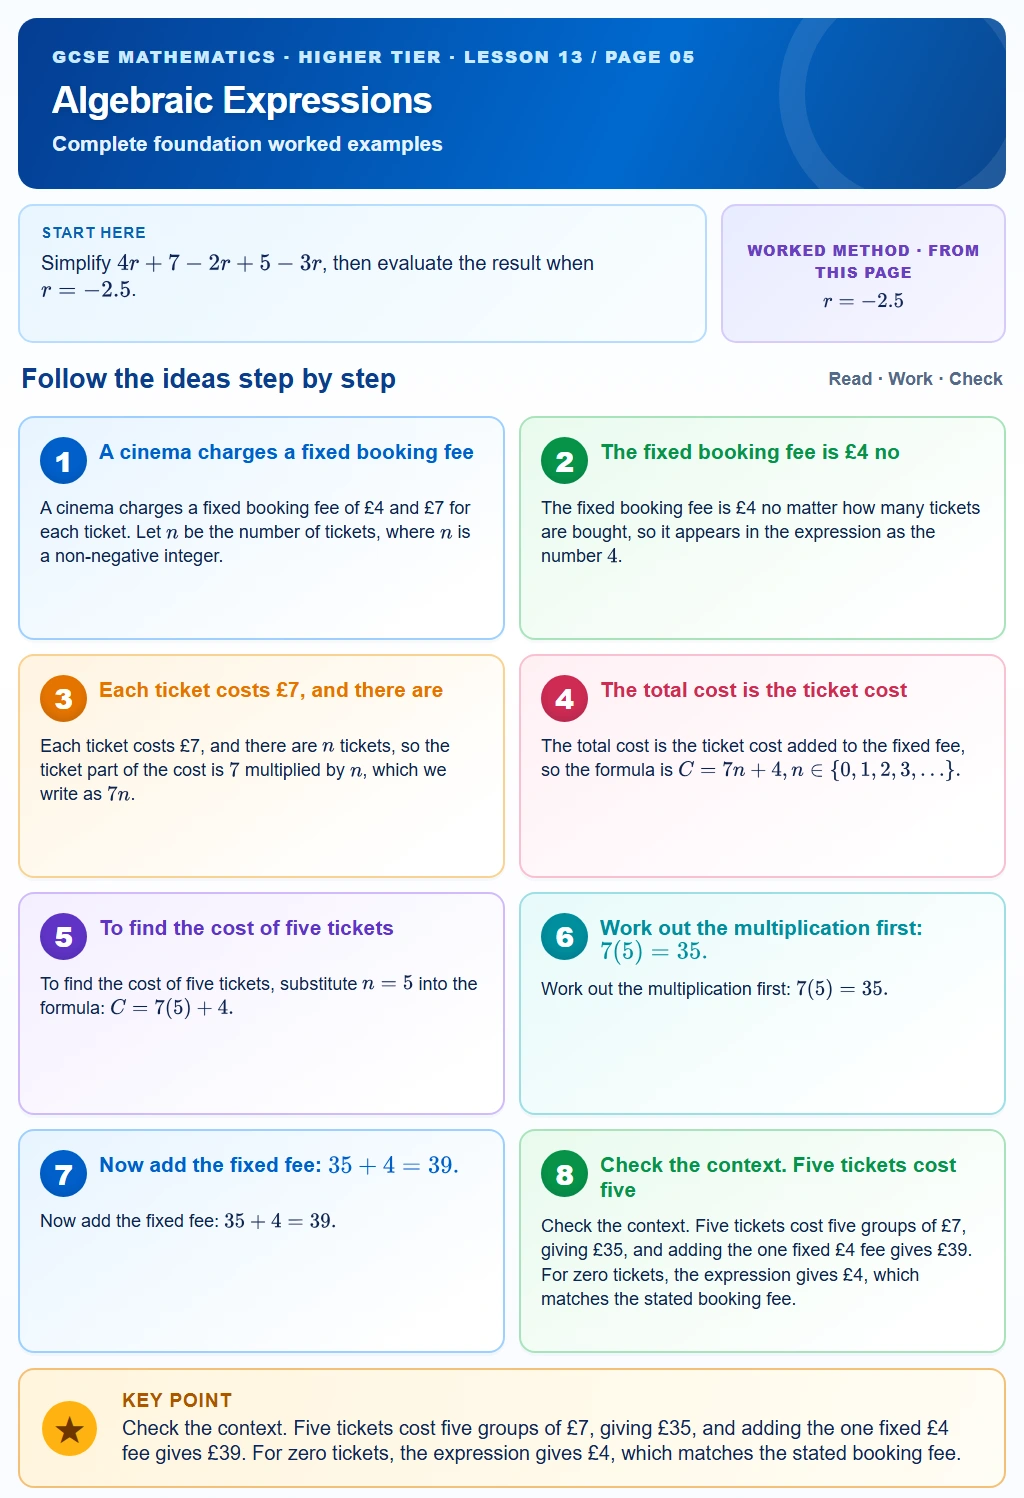 GCSE MATHEMATICS · HIGHER TIER · LESSON 13 / PAGE 05
Algebraic Expressions
Complete foundation worked examples
START HERE
Simplify 4r + 7 − 2r + 5 − 3r, then evaluate the result when
r = −2.5.
WORKED METHOD · FROM
THIS PAGE
r = −2.5
Follow the ideas step by step
Read · Work · Check
1
A cinema charges a fixed booking fee
A cinema charges a fixed booking fee of £4 and £7 for
each ticket. Let n be the number of tickets, where n is
a non-negative integer.
2
The fixed booking fee is £4 no
The fixed booking fee is £4 no matter how many tickets
are bought, so it appears in the expression as the
number 4.
3
Each ticket costs £7, and there are
Each ticket costs £7, and there are n tickets, so the
ticket part of the cost is 7 multiplied by n, which we
write as 7n.
4
The total cost is the ticket cost
The total cost is the ticket cost added to the fixed fee,
so the formula is C = 7n + 4, n ∈ {0, 1, 2, 3, . . .}.
5
To find the cost of five tickets
To find the cost of five tickets, substitute n = 5 into the
formula: C = 7(5) + 4.
6
Work out the multiplication first:
7(5) = 35.
Work out the multiplication first: 7(5) = 35.
7
Now add the fixed fee: 35 + 4 = 39.
Now add the fixed fee: 35 + 4 = 39.
8
Check the context. Five tickets cost
five
Check the context. Five tickets cost five groups of £7,
giving £35, and adding the one fixed £4 fee gives £39.
For zero tickets, the expression gives £4, which
matches the stated booking fee.
KEY POINT
Check the context. Five tickets cost five groups of £7, giving £35, and adding the one fixed £4
fee gives £39. For zero tickets, the expression gives £4, which matches the stated booking fee.